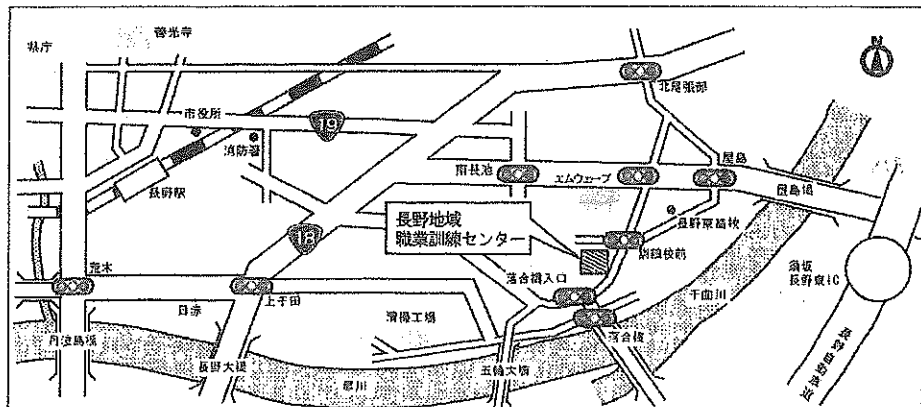 善光寺
県庁
N
北尾張部
市役所
19
消防署
長野駅
南長池
エムウェーブ
屋島
屋島橋
長野東高校
長野地域
職業訓練センター
18
落合橋入口
須坂
長野東IC
荒木
日赤
上千田
千曲川
落合橋
丹波島橋
長野大橋
犀川
五輪大橋